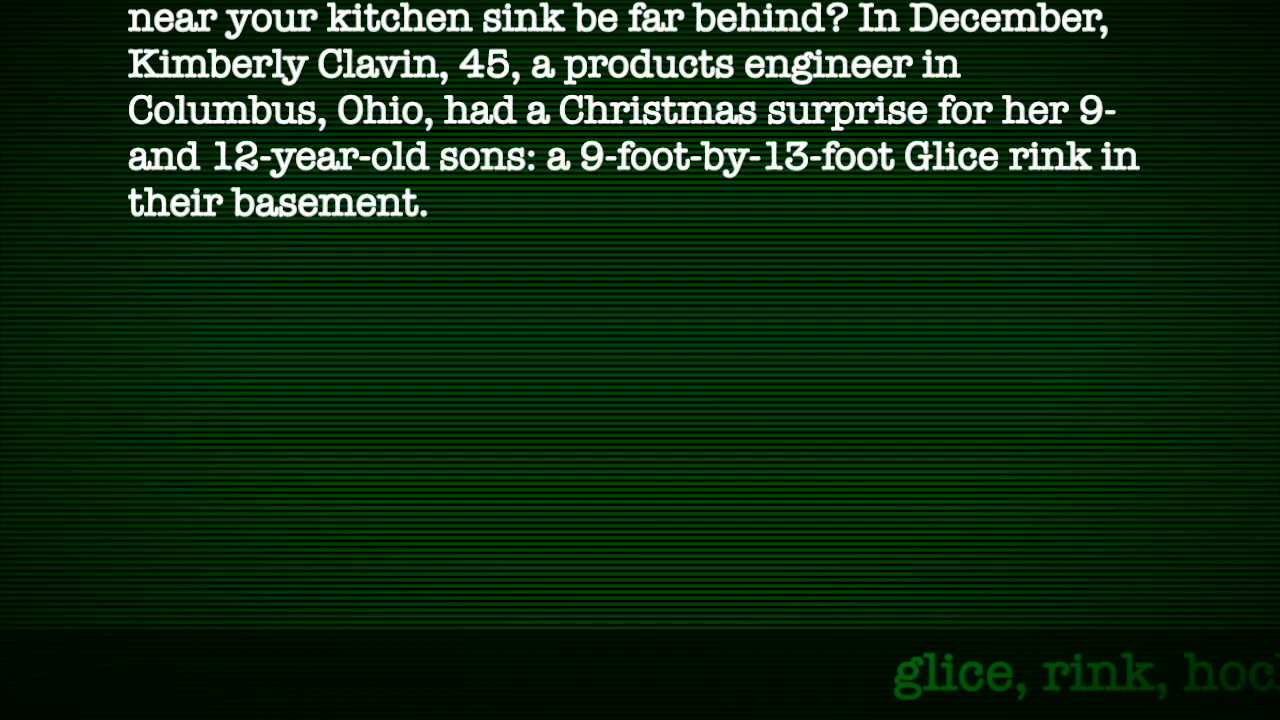 near your kitchen sink be far behind? In December,
Kimberly Clavin, 45, a products engineer in
Columbus, Ohio, had a Christmas surprise for her 9-
and 12-year-old sons: a 9-foot-by-13-foot Glice rink in
their basement.
glice, rink,